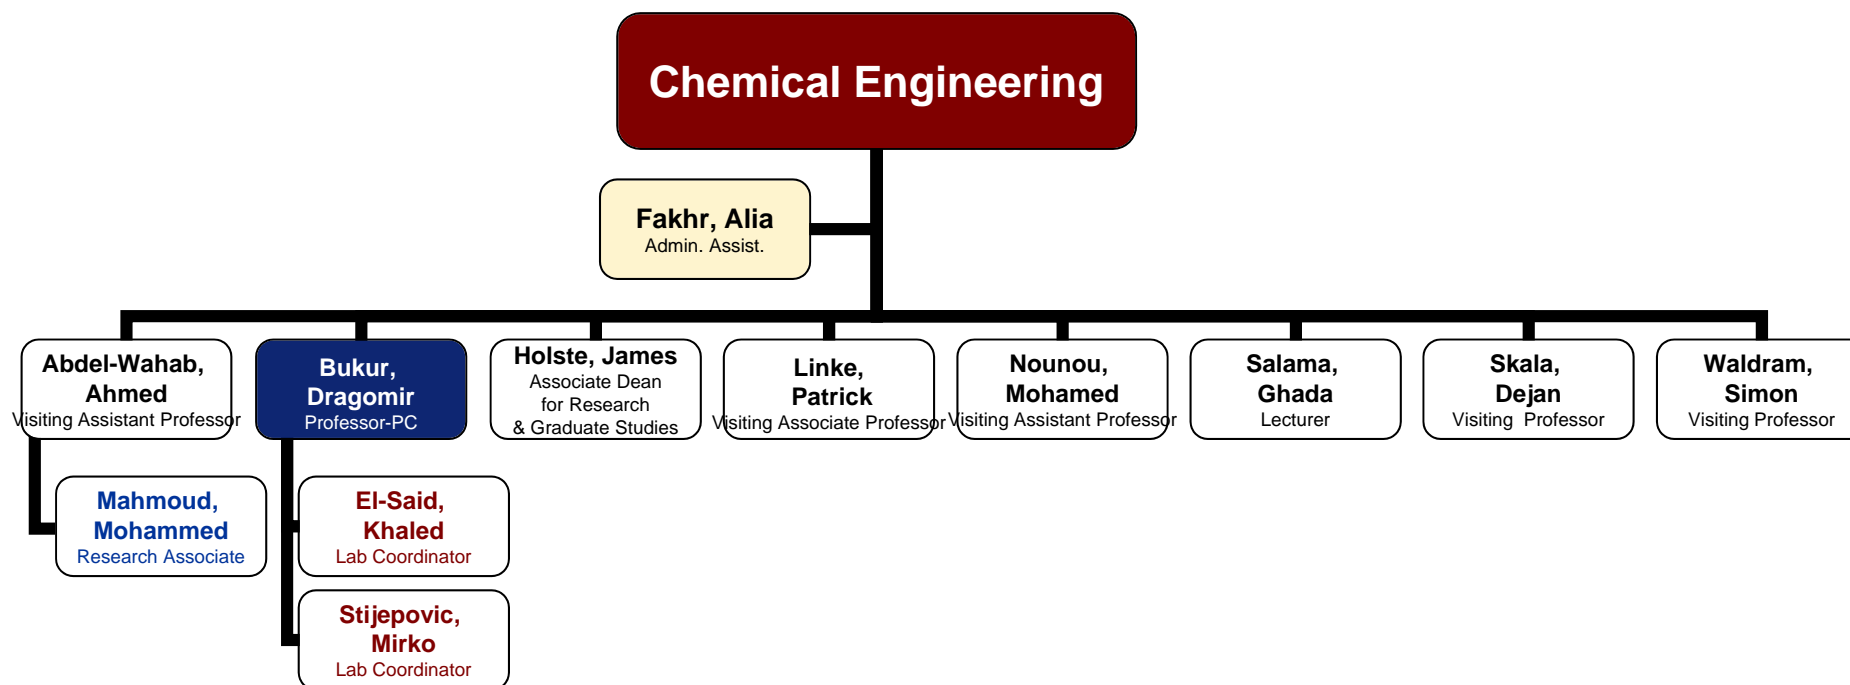 Chemical Engineering
Fakhr, Alia
Admin. Assist.
Abdel-Wahab,
Ahmed
Visiting Assistant Professor
Bukur,
Dragomir
Professor-PC
Holste, James
Associate Dean
for Research
& Graduate Studies
Linke,
Patrick
Visiting Associate Professor
Nounou,
Mohamed
Visiting Assistant Professor
Salama,
Ghada
Lecturer
Skala,
Dejan
Visiting  Professor
Waldram,
Simon
Visiting Professor
Mahmoud,
Mohammed
Research Associate
El-Said,
Khaled
Lab Coordinator
Stijepovic,
Mirko
Lab Coordinator